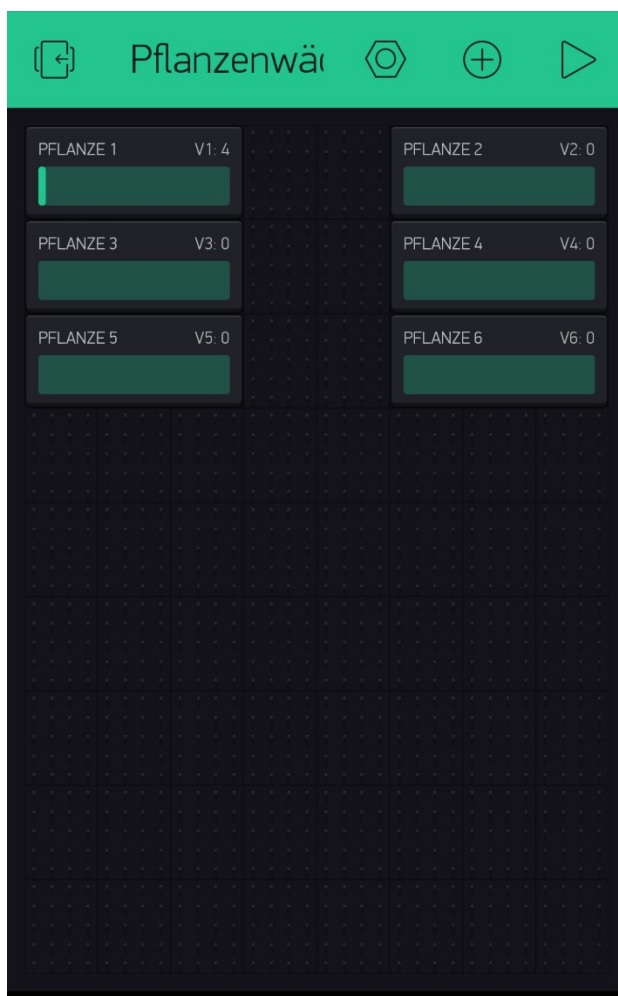 Pflanzenwä
PFLANZE 1 V1: 4
PFLANZE 2 V2: 0
PFLANZE 3 V3: 0
PFLANZE 4 V4: 0
PFLANZE 5 V5: 0
PFLANZE 6 V6: 0